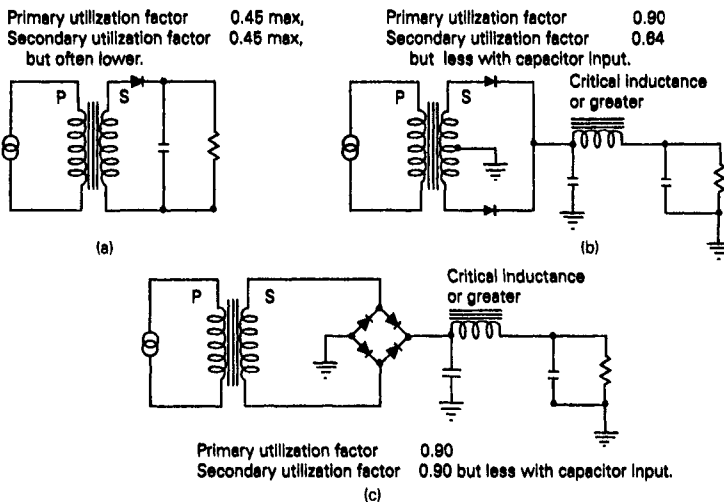 Primary utilization factor 0.45 max,
Secondary utilization factor 0.45 max,
but often lower.
P S
(a)
Primary utilization factor 0.90
Secondary utilization factor 0.64
but less with capacitor input.
Critical inductance
or greater
P S
(b)
Critical inductance
or greater
P S
Primary utilization factor 0.90
Secondary utilization factor 0.90 but less with capacitor input.
(c)